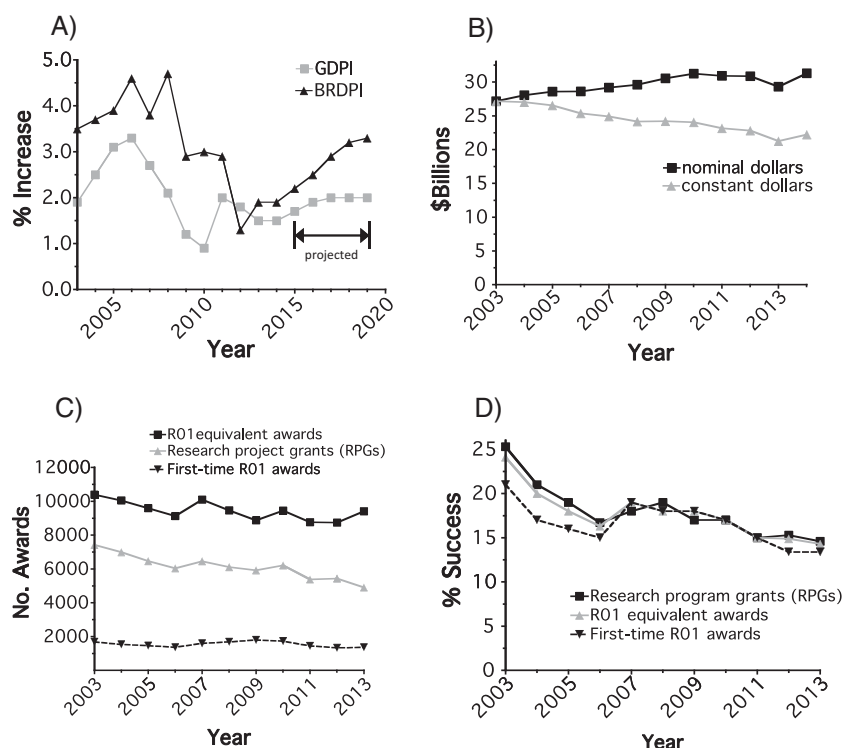 A)
5.0
4.0
3.0
2.0
1.0
0.0
% Increase
GDPI
BRDPI
projected
2005
2010
2015
2020
Year
B)
30
25
20
15
10
5
0
$Billions
nominal dollars
constant dollars
2003
2005
2007
2009
2011
2013
Year
C)
R01equivalent awards
Research project grants (RPGs)
First-time R01 awards
12000
10000
8000
6000
4000
2000
No. Awards
2003
2005
2007
2009
2011
2013
Year
D)
25
20
15
10
5
0
% Success
Research program grants (RPGs)
R01 equivalent awards
First-time R01 awards
2003
2005
2007
2009
2011
2013
Year